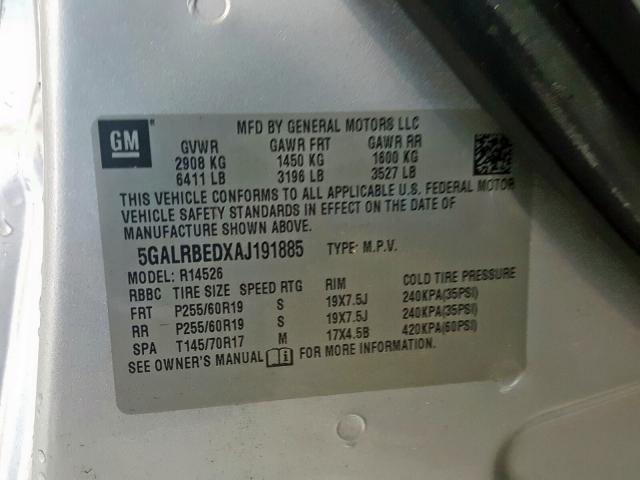 MFD BY GENERAL MOTORS LLC
GM
GVWR GAWR FRT GAWR RR
2908 KG 1450 KG 1600 KG
6411 LB 3196 LB 3527 LB
THIS VEHICLE CONFORMS TO ALL APPLICABLE U.S. FEDERAL MOTOR
VEHICLE SAFETY STANDARDS IN EFFECT ON THE DATE OF
MANUFACTURE SHOWN ABOVE.
5GALRBEDXAJ191885 TYPE: M.P.V.
MODEL: R14526
RBBC TIRE SIZE SPEED RTG RIM COLD TIRE PRESSURE
FRT P255/60R19 S 19X7.5J 240KPA(35PSI)
RR P255/60R19 S 19X7.5J 240KPA(35PSI)
SPA T145/70R17 M 17X4.5B 420KPA(60PSI)
SEE OWNER'S MANUAL i FOR MORE INFORMATION.